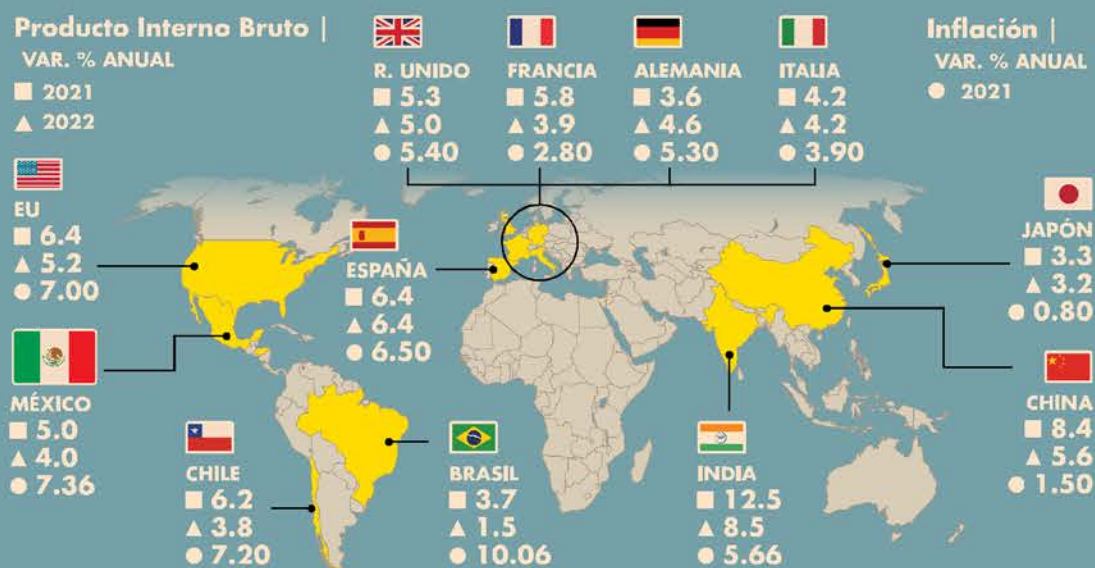 Producto Interno Bruto |
VAR. % ANUAL
■ 2021
▲ 2022
Inflación |
VAR. % ANUAL
● 2021
R. UNIDO
■ 5.3
▲ 5.0
● 5.40
FRANCIA
■ 5.8
▲ 3.9
● 2.80
ALEMANIA
■ 3.6
▲ 4.6
● 5.30
ITALIA
■ 4.2
▲ 4.2
● 3.90
EU
■ 6.4
▲ 5.2
● 7.00
ESPAÑA
■ 6.4
▲ 6.4
● 6.50
JAPÓN
■ 3.3
▲ 3.2
● 0.80
MÉXICO
■ 5.0
▲ 4.0
● 7.36
CHILE
■ 6.2
▲ 3.8
● 7.20
BRASIL
■ 3.7
▲ 1.5
● 10.06
INDIA
■ 12.5
▲ 8.5
● 5.66
CHINA
■ 8.4
▲ 5.6
● 1.50